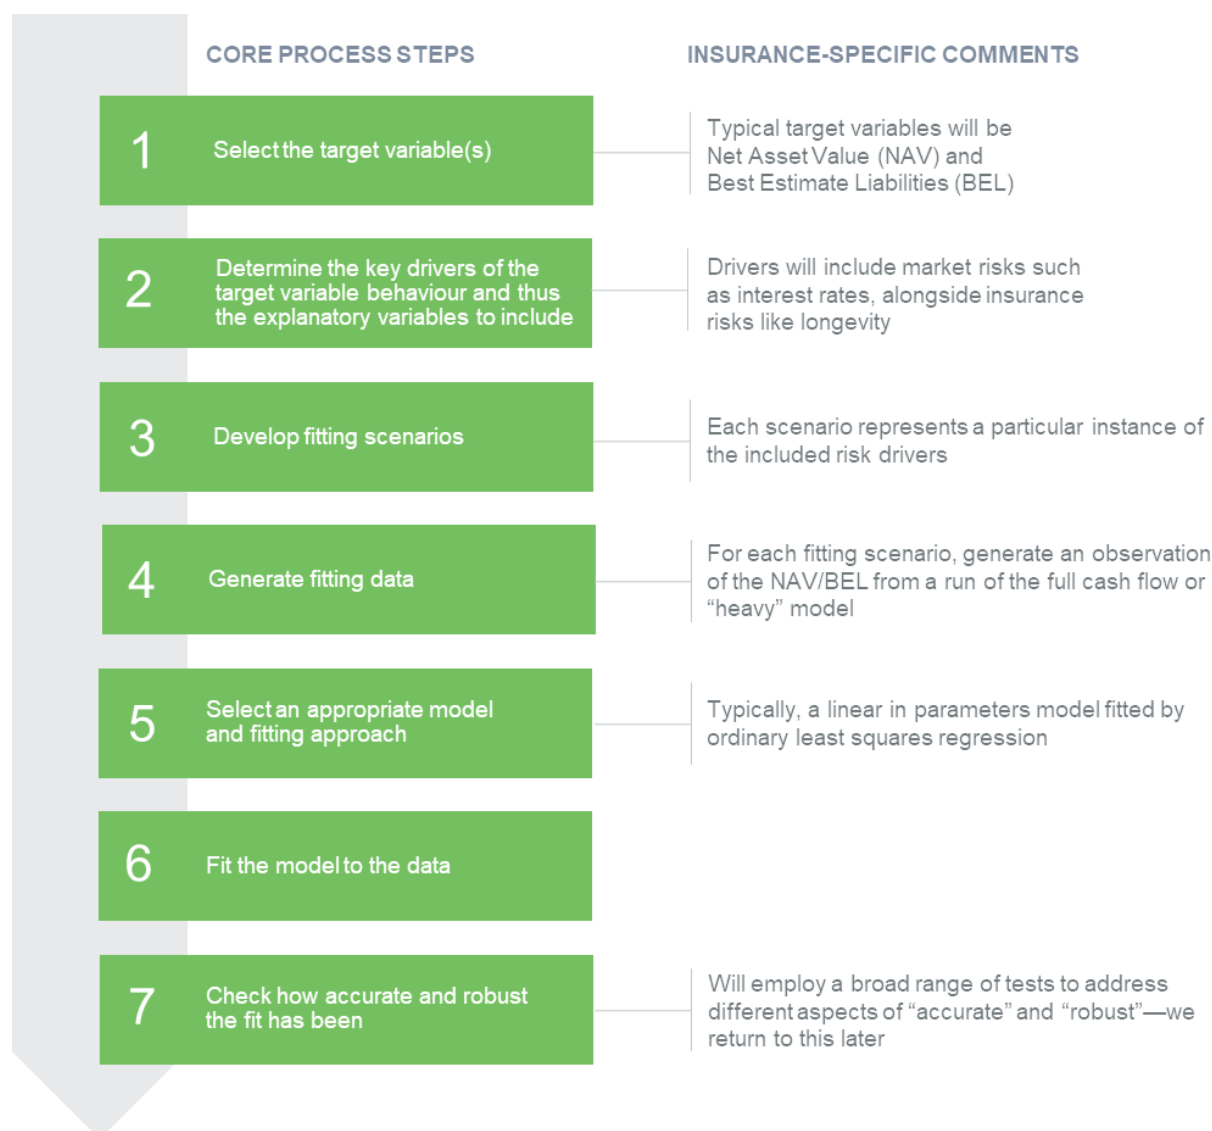 CORE PROCESS STEPS
INSURANCE-SPECIFIC COMMENTS
1
Select the target variable(s)
Typical target variables will be
Net Asset Value (NAV) and
Best Estimate Liabilities (BEL)
2
Determine the key drivers of the
target variable behaviour and thus
the explanatory variables to include
Drivers will include market risks such
as interest rates, alongside insurance
risks like longevity
3
Develop fitting scenarios
Each scenario represents a particular instance of
the included risk drivers
4
Generate fitting data
For each fitting scenario, generate an observation
of the NAV/BEL from a run of the full cash flow or
“heavy” model
5
Select an appropriate model
and fitting approach
Typically, a linear in parameters model fitted by
ordinary least squares regression
6
Fit the model to the data
7
Check how accurate and robust
the fit has been
Will employ a broad range of tests to address
different aspects of “accurate” and “robust”—we
return to this later